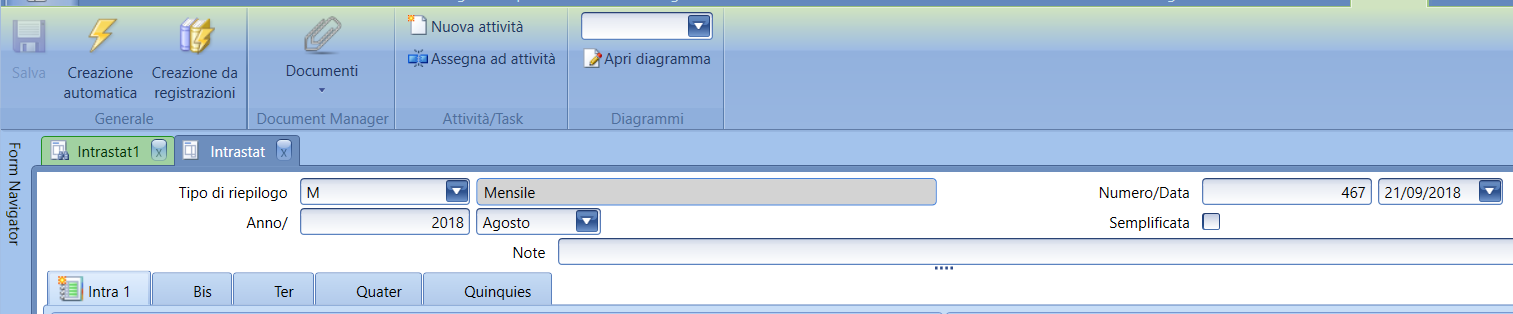 Nuova attività
Assegna ad attività
Apri diagramma
Salva
Creazione automatica
Creazione da registrazioni
Documenti
Generale
Document Manager
Attività/Task
Diagrammi
Form Navigator
Intrastat1 x
Intrastat x
Tipo di riepilogo M Mensile Numero/Data 467 21/09/2018
Anno/ 2018 Agosto Semplificata
Note
Intra 1 Bis Ter Quater Quinquies